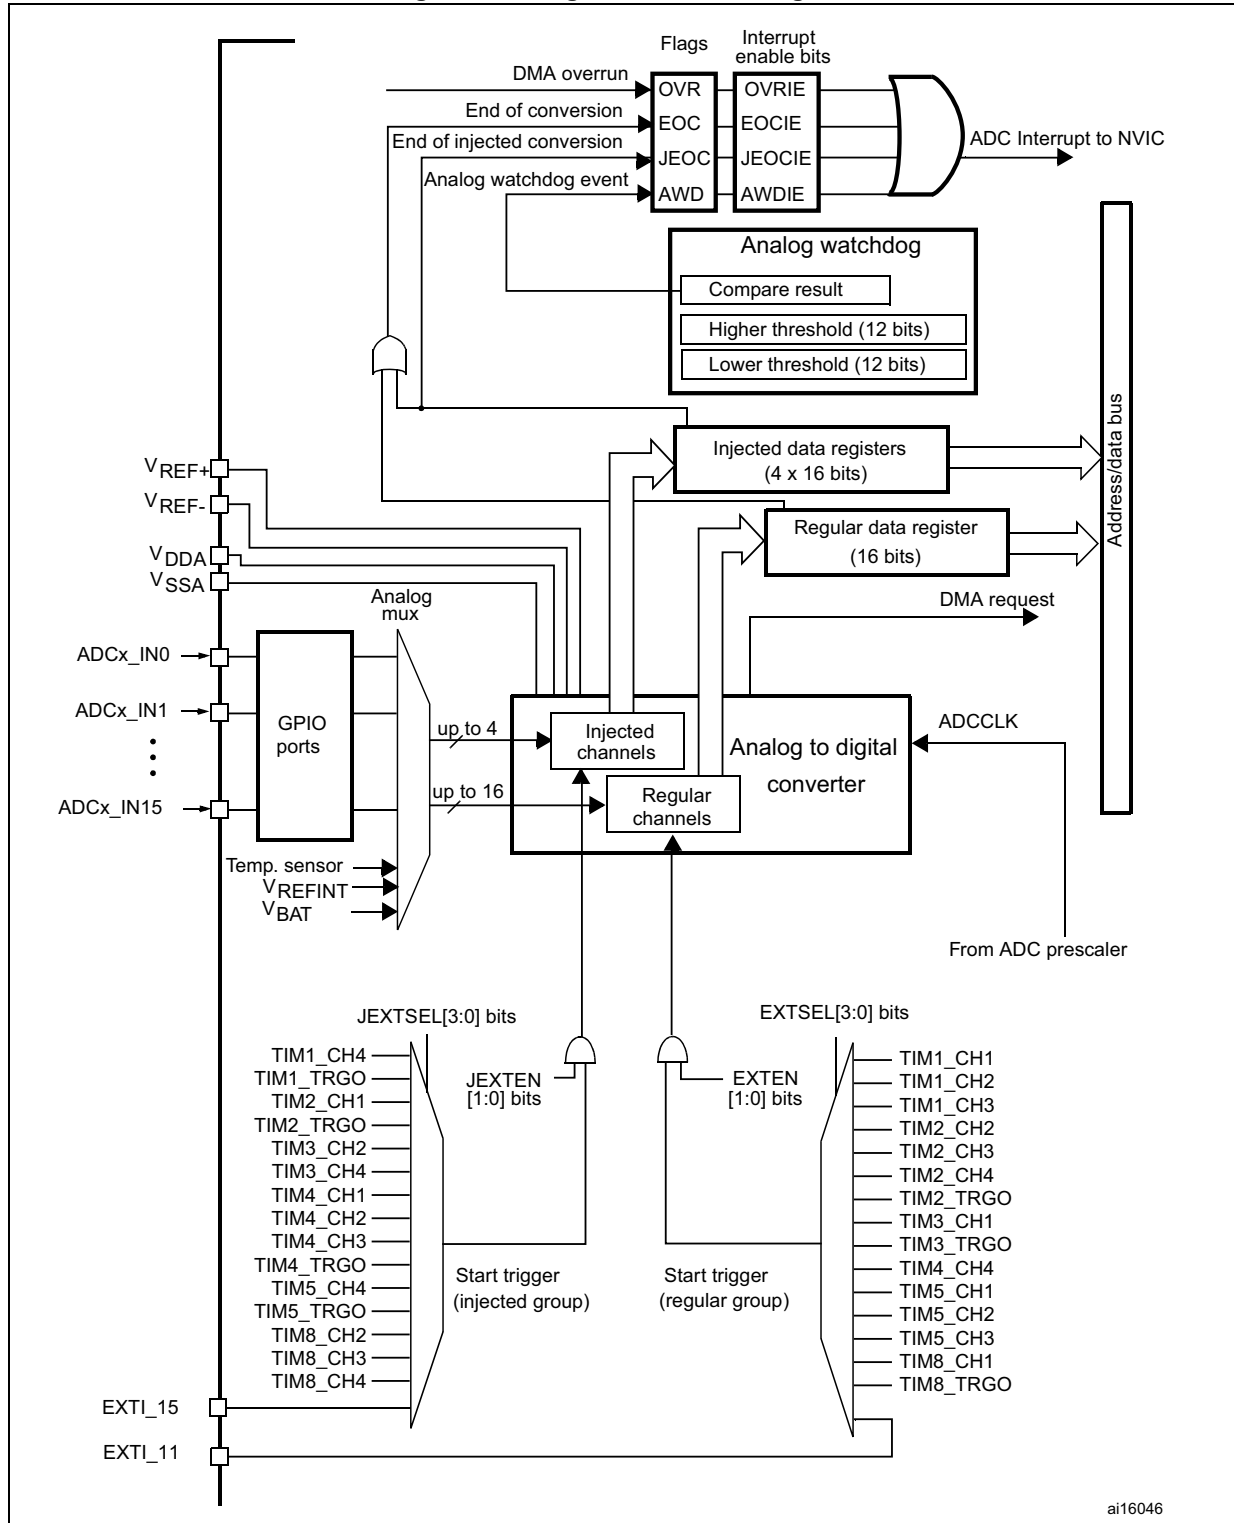 Flags
Interrupt
enable bits
DMA overrun
OVR
OVRIE
End of conversion
EOC
EOCIE
End of injected conversion
JEOC
JEOCIE
ADC Interrupt to NVIC
Analog watchdog event
AWD
AWDIE
Analog watchdog
Compare result
Higher threshold (12 bits)
Lower threshold (12 bits)
Address/data bus
Injected data registers
(4 x 16 bits)
Regular data register
(16 bits)
VREF+
VREF-
VDDA
VSSA
DMA request
Analog
mux
ADCx_IN0
ADCx_IN1
ADCx_IN15
GPIO
ports
up to 4
up to 16
Injected
channels
Regular
channels
Analog to digital
converter
ADCCLK
Temp. sensor
VREFINT
VBAT
From ADC prescaler
JEXTSEL[3:0] bits
EXTSEL[3:0] bits
JEXTEN
[1:0] bits
EXTEN
[1:0] bits
TIM1_CH4
TIM1_TRGO
TIM2_CH1
TIM2_TRGO
TIM3_CH2
TIM3_CH4
TIM4_CH1
TIM4_CH2
TIM4_CH3
TIM4_TRGO
TIM5_CH4
TIM5_TRGO
TIM8_CH2
TIM8_CH3
TIM8_CH4
Start trigger
(injected group)
Start trigger
(regular group)
TIM1_CH1
TIM1_CH2
TIM1_CH3
TIM2_CH2
TIM2_CH3
TIM2_CH4
TIM2_TRGO
TIM3_CH1
TIM3_TRGO
TIM4_CH4
TIM5_CH1
TIM5_CH2
TIM5_CH3
TIM8_CH1
TIM8_TRGO
EXTI_15
EXTI_11
ai16046